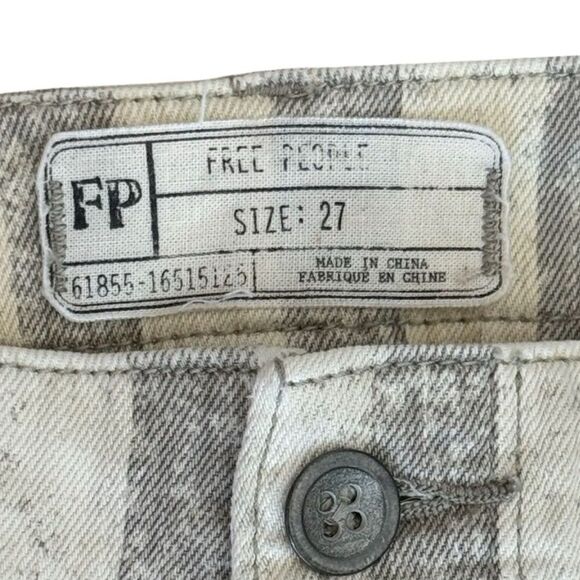 FP
FREE PEOPLE
SIZE: 27
61855-16515126
MADE IN CHINA
FABRIQUE EN CHINE